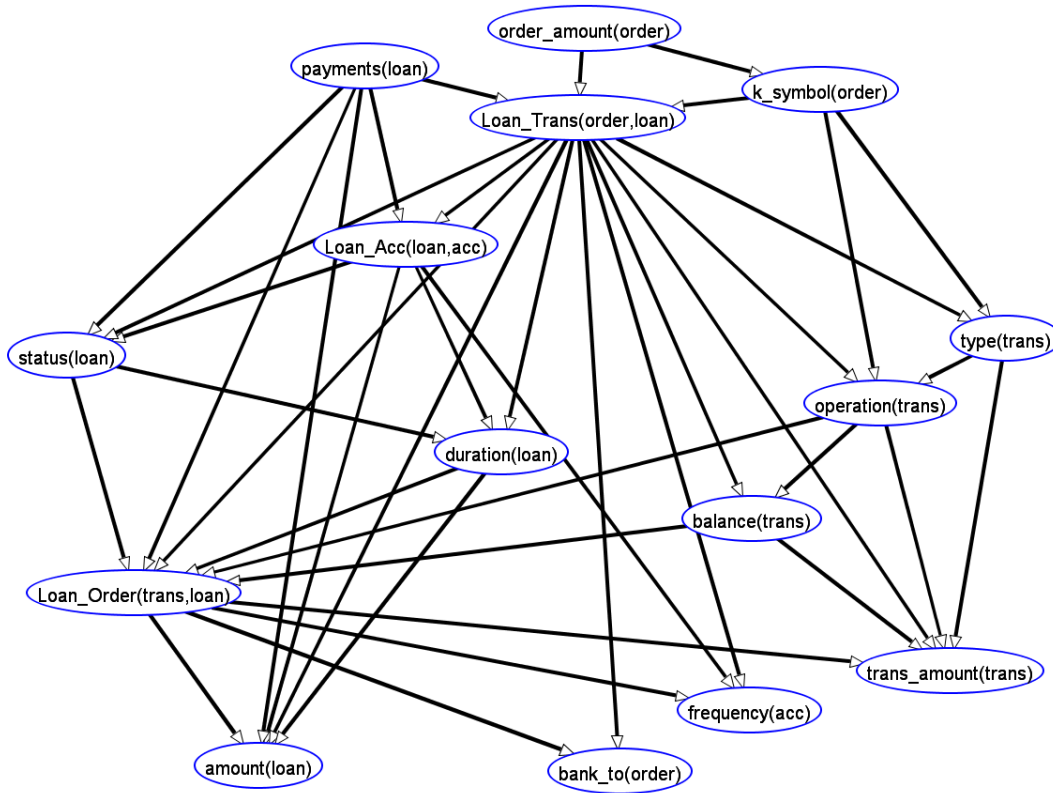 order_amount(order)
payments(loan)
k_symbol(order)
Loan_Trans(order,loan)
Loan_Acc(loan,acc)
status(loan)
type(trans)
operation(trans)
duration(loan)
balance(trans)
Loan_Order(trans,loan)
trans_amount(trans)
frequency(acc)
amount(loan)
bank_to(order)